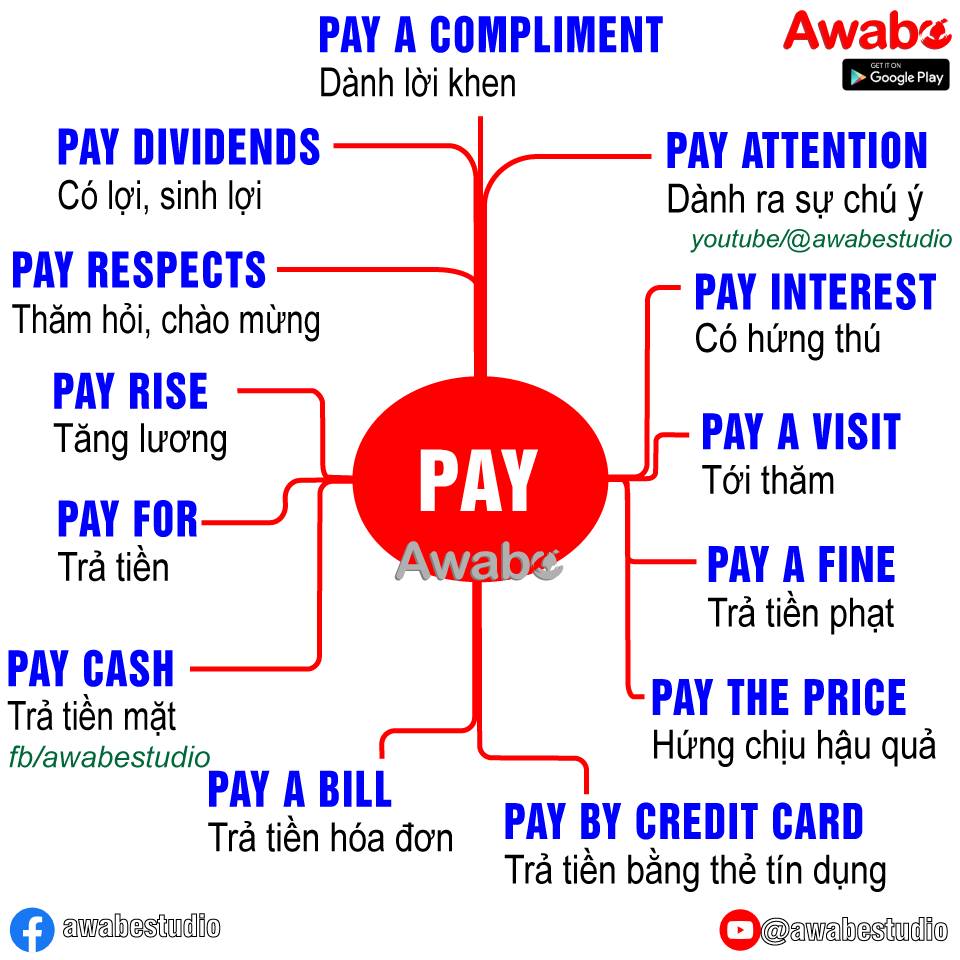 PAY A COMPLIMENT
Dành lời khen
Awabe
GET IT ON
Google Play
PAY DIVIDENDS
Có lợi, sinh lợi
PAY ATTENTION
Dành ra sự chú ý
youtube/@awabestudio
PAY RESPECTS
Thăm hỏi, chào mừng
PAY INTEREST
Có hứng thú
PAY RISE
Tăng lương
PAY A VISIT
Tới thăm
PAY
Awabe
PAY FOR
Trả tiền
PAY A FINE
Trả tiền phạt
PAY CASH
Trả tiền mặt
fb/awabestudio
PAY THE PRICE
Hứng chịu hậu quả
PAY A BILL
Trả tiền hóa đơn
PAY BY CREDIT CARD
Trả tiền bằng thẻ tín dụng
awabestudio
@awabestudio